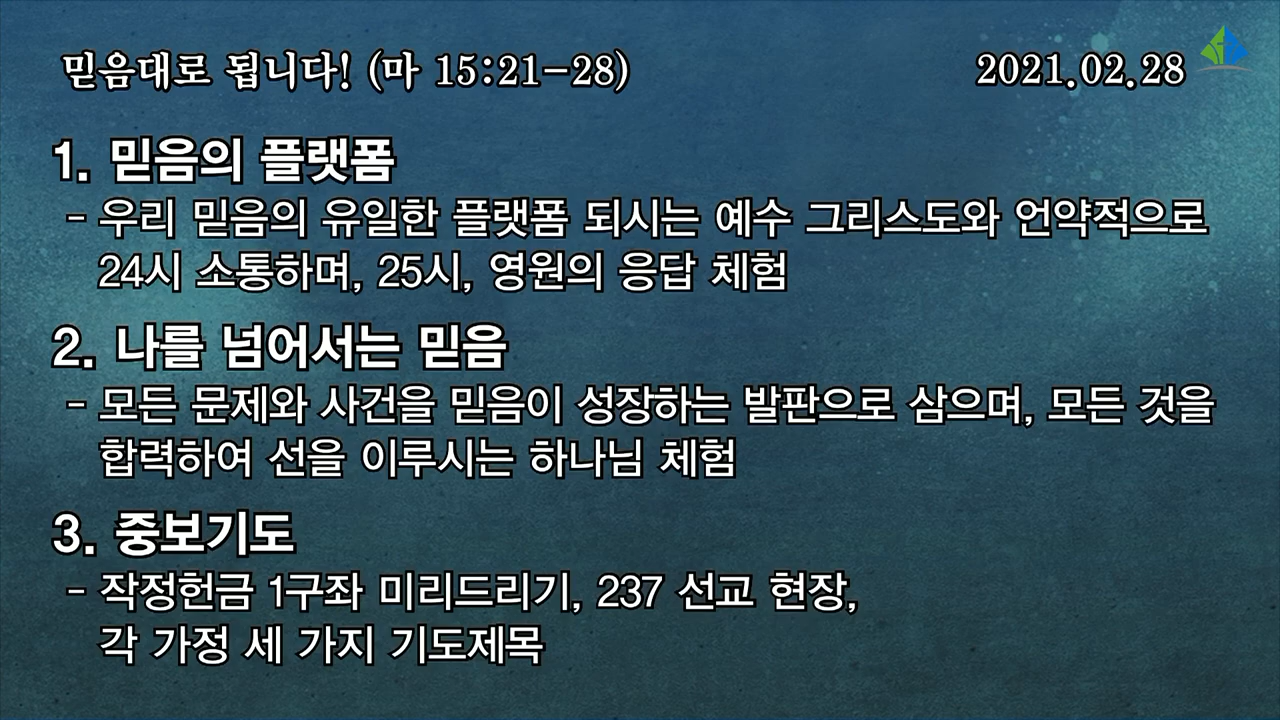 믿음대로 됩니다! (마 15:21-28) 2021.02.28
1. 믿음의 플랫폼
- 우리 믿음의 유일한 플랫폼 되시는 예수 그리스도와 언약적으로
24시 소통하며, 25시, 영원의 응답 체험
2. 나를 넘어서는 믿음
- 모든 문제와 사건을 믿음이 성장하는 발판으로 삼으며, 모든 것을
합력하여 선을 이루시는 하나님 체험
3. 중보기도
- 작정헌금 1구좌 미리드리기, 237 선교 현장,
각 가정 세 가지 기도제목